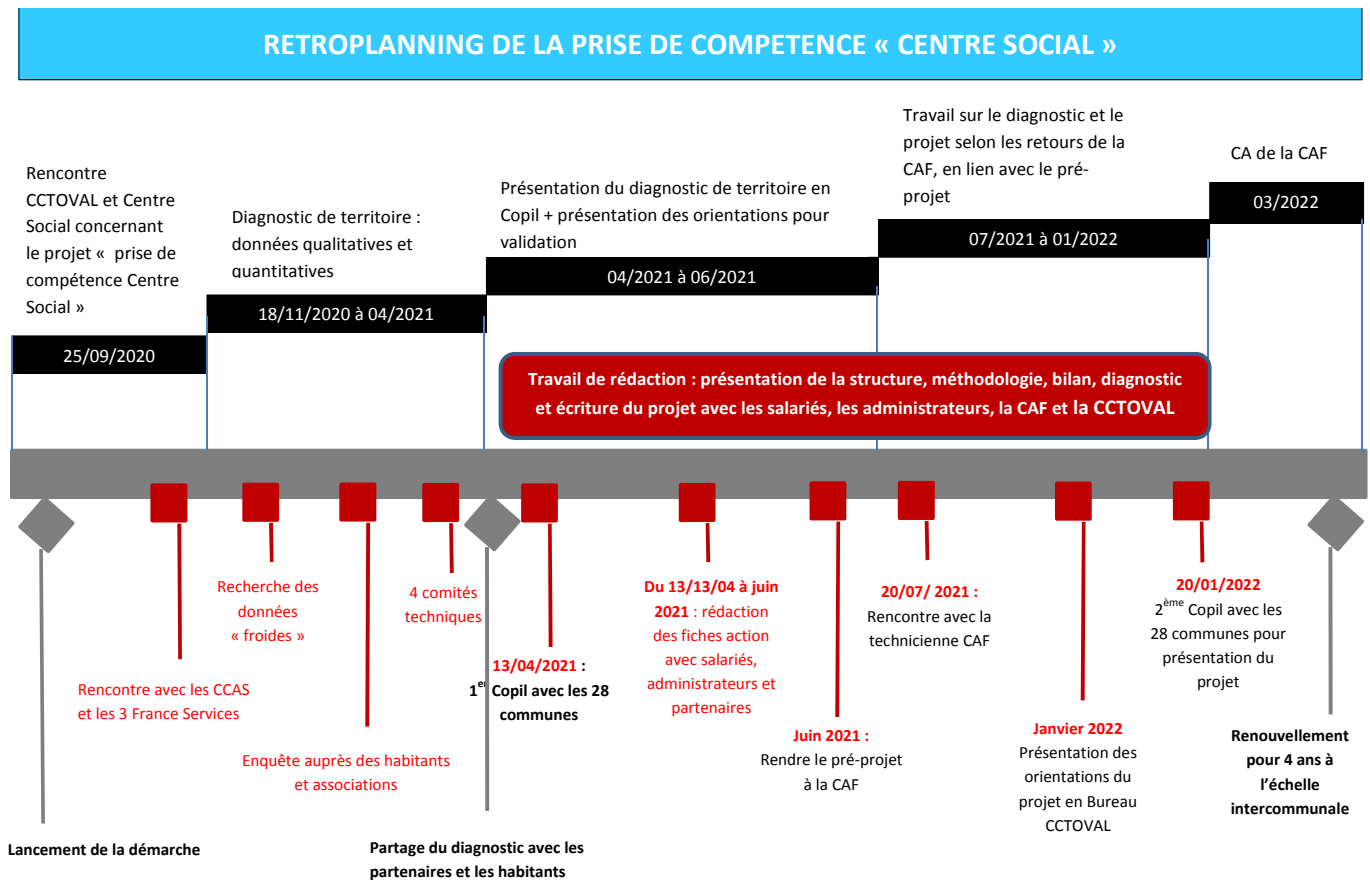 RETROPLANNING DE LA PRISE DE COMPETENCE « CENTRE SOCIAL »
Rencontre
CCTOVAL et Centre
Social concernant
le projet « prise de
compétence Centre
Social »
25/09/2020
Diagnostic de territoire :
données qualitatives et
quantitatives
18/11/2020 à 04/2021
Présentation du diagnostic de territoire en
Copil + présentation des orientations pour
validation
04/2021 à 06/2021
Travail sur le diagnostic et le
projet selon les retours de la
CAF, en lien avec le pré-
projet
07/2021 à 01/2022
CA de la CAF
03/2022
Travail de rédaction : présentation de la structure, méthodologie, bilan, diagnostic
et écriture du projet avec les salariés, les administrateurs, la CAF et la CCTOVAL
Lancement de la démarche
Rencontre avec les CCAS
et les 3 France Services
Recherche des
données
« froides »
Enquête auprès des habitants
et associations
4 comités
techniques
Partage du diagnostic avec les
partenaires et les habitants
13/04/2021 :
1er Copil avec les 28
communes
Du 13/13/04 à juin
2021 : rédaction
des fiches action
avec salariés,
administrateurs et
partenaires
Juin 2021 :
Rendre le pré-projet
à la CAF
20/07/ 2021 :
Rencontre avec la
technicienne CAF
Janvier 2022
Présentation des
orientations du
projet en Bureau
CCTOVAL
20/01/2022
2ème Copil avec les
28 communes pour
présentation du
projet
Renouvellement
pour 4 ans à
l’échelle
intercommunale